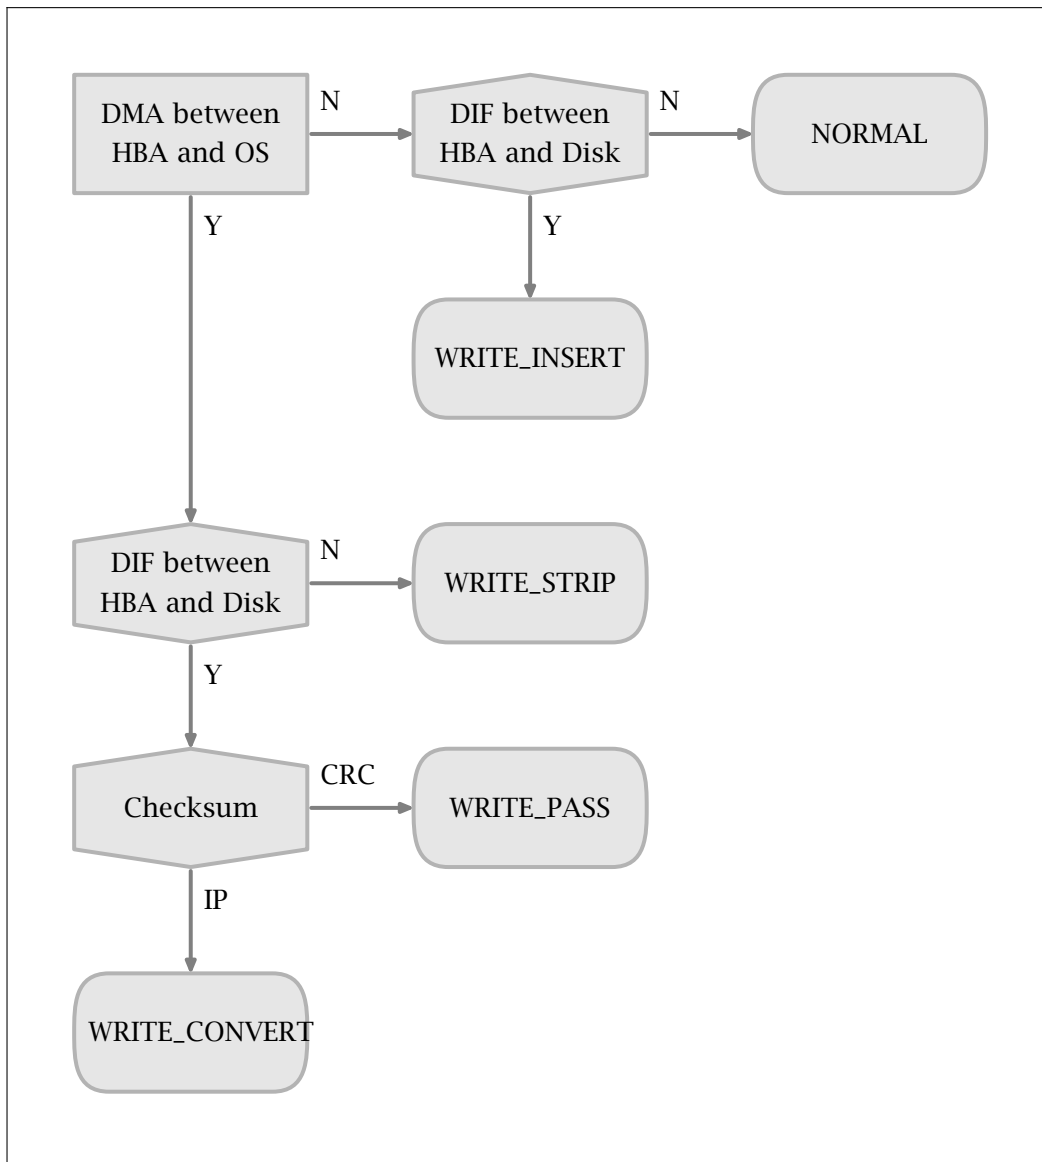 DMA between
HBA and OS
N
DIF between
HBA and Disk
N
NORMAL
Y
Y
WRITE_INSERT
DIF between
HBA and Disk
N
WRITE_STRIP
Y
Checksum
CRC
WRITE_PASS
IP
WRITE_CONVERT